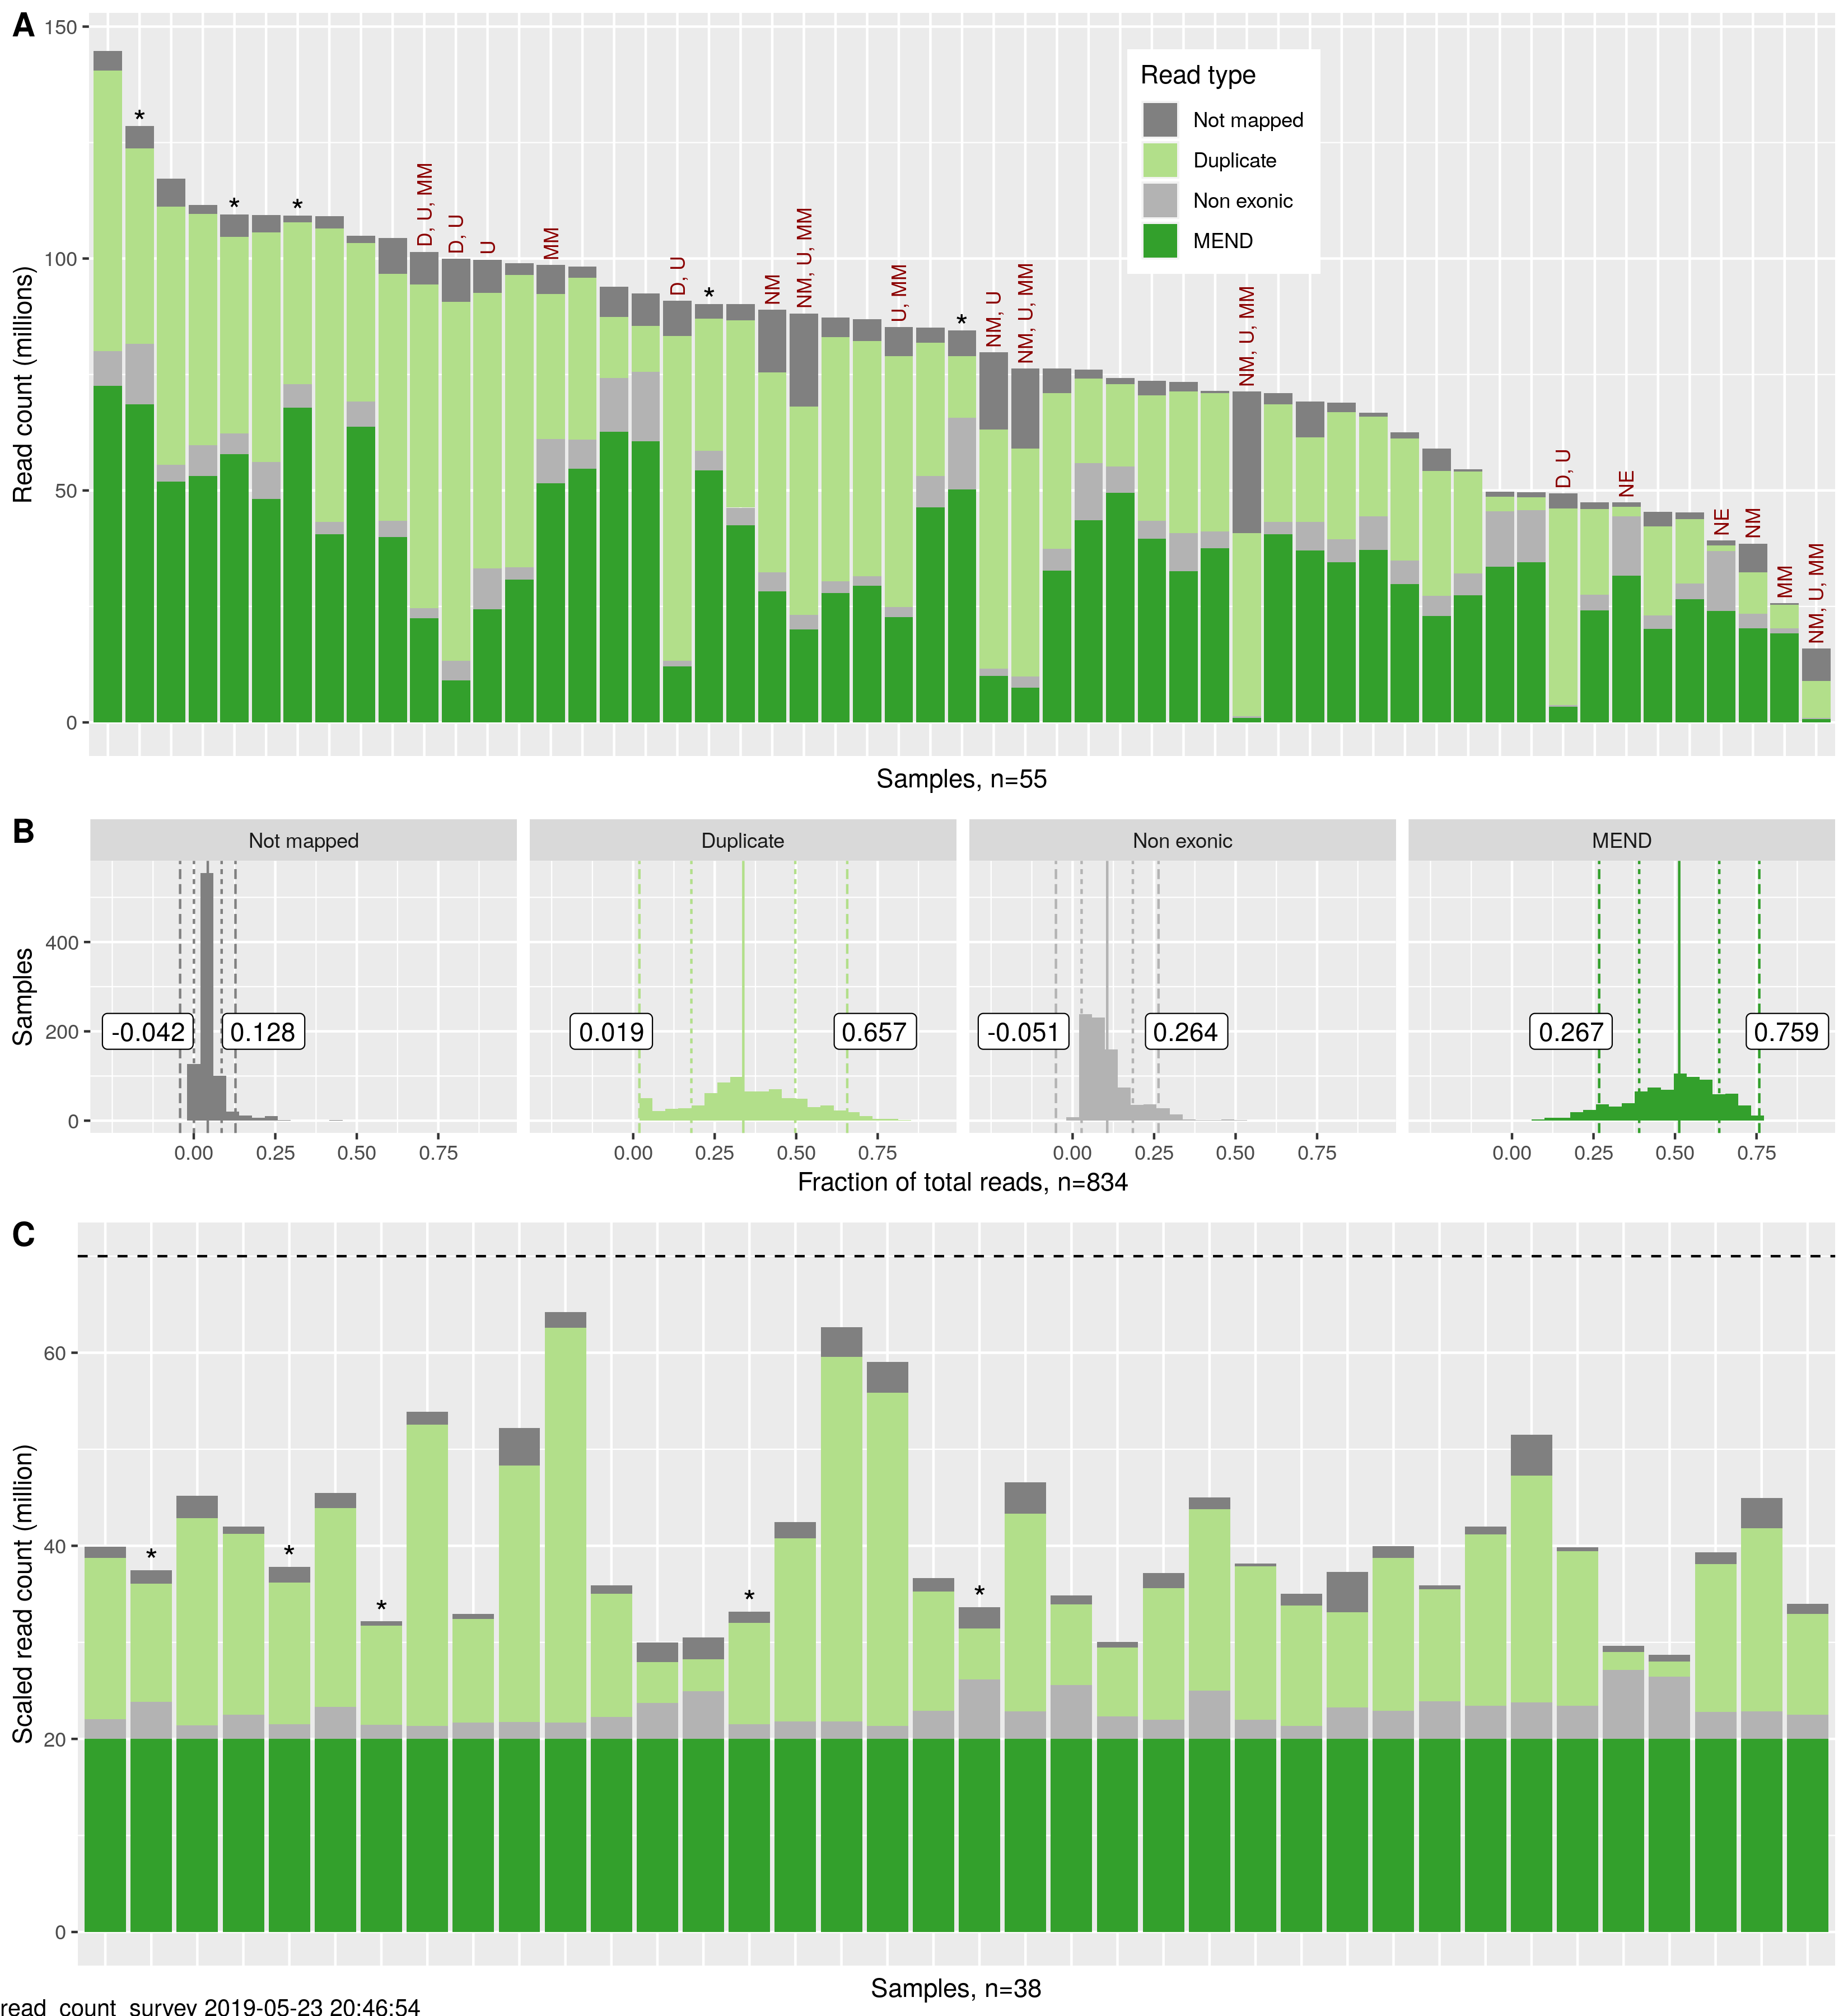 A
150
100
50
0
Read count (millions)
*
*
*
D, U, MM
D, U
U
MM
D, U
*
NM
NM, U, MM
U, MM
*
NM, U
NM, U, MM
NM, U, MM
D, U
NE
NE
NM
MM
NM, U, MM
Read type
Not mapped
Duplicate
Non exonic
MEND
Samples, n=55
B
Not mapped
Duplicate
Non exonic
MEND
Samples
400
200
0
-0.042
0.128
0.019
0.657
-0.051
0.264
0.267
0.759
0.00 0.25 0.50 0.75
0.00 0.25 0.50 0.75
0.00 0.25 0.50 0.75
0.00 0.25 0.50 0.75
Fraction of total reads, n=834
C
Scaled read count (million)
60
40
20
0
*
*
*
*
*
Samples, n=38
read_count_survey 2019-05-23 20:46:54